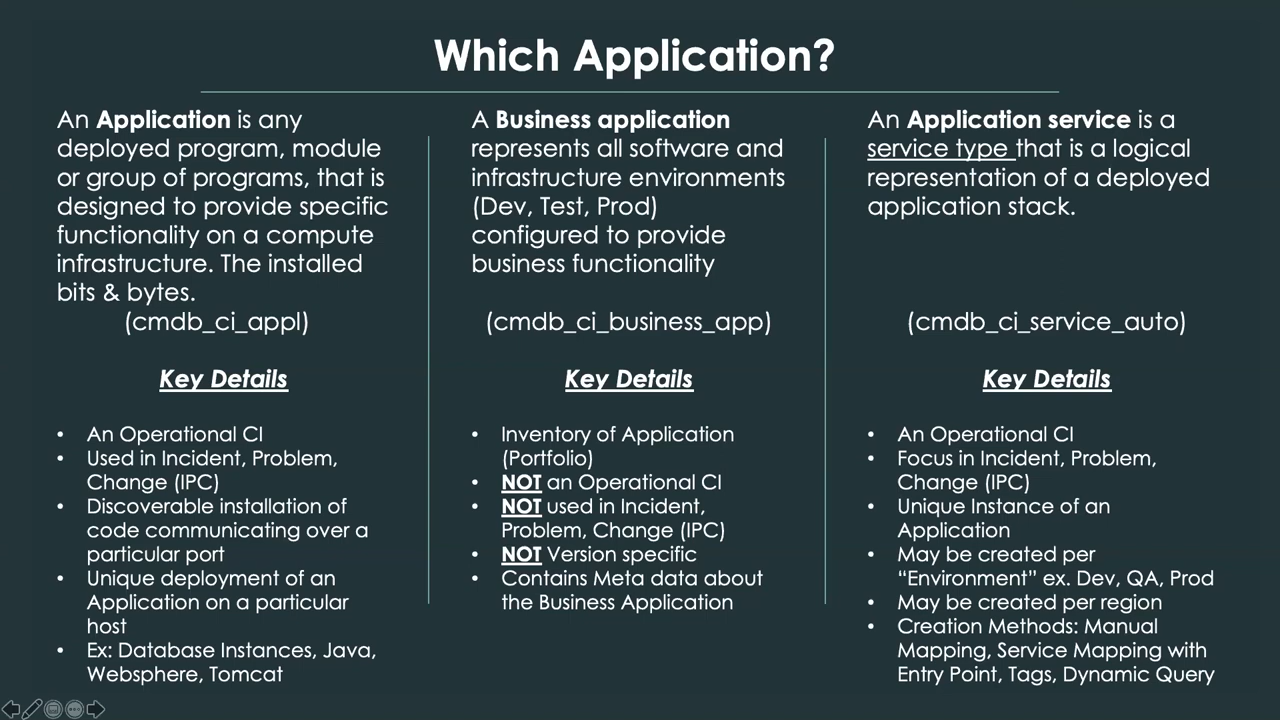 Which Application?
An Application is any
deployed program, module
or group of programs, that is
designed to provide specific
functionality on a compute
infrastructure. The installed
bits & bytes.
(cmdb_ci_appl)
Key Details
• An Operational CI
• Used in Incident, Problem,
Change (IPC)
• Discoverable installation of
code communicating over a
particular port
• Unique deployment of an
Application on a particular
host
• Ex: Database Instances, Java,
Websphere, Tomcat
A Business application
represents all software and
infrastructure environments
(Dev, Test, Prod)
configured to provide
business functionality
(cmdb_ci_business_app)
Key Details
• Inventory of Application
(Portfolio)
• NOT an Operational CI
• NOT used in Incident,
Problem, Change (IPC)
• NOT Version specific
• Contains Meta data about
the Business Application
An Application service is a
service type that is a logical
representation of a deployed
application stack.
(cmdb_ci_service_auto)
Key Details
• An Operational CI
• Focus in Incident, Problem,
Change (IPC)
• Unique Instance of an
Application
• May be created per
“Environment” ex. Dev, QA, Prod
• May be created per region
• Creation Methods: Manual
Mapping, Service Mapping with
Entry Point, Tags, Dynamic Query